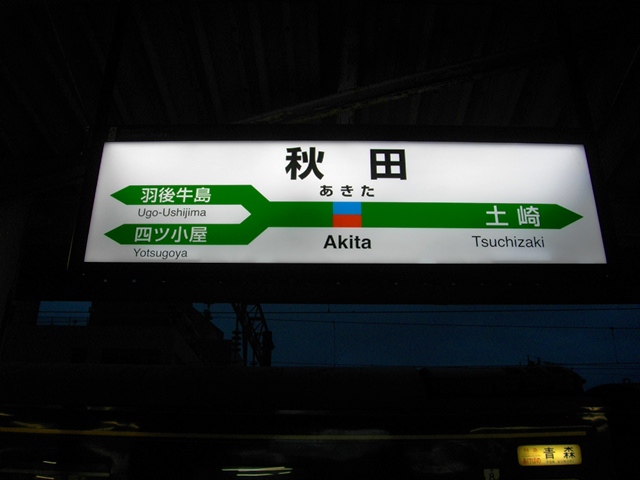 秋田
あきた
羽後牛島
Ugo-Ushijima
四ツ小屋
Yotsugoya
土崎
Tsuchizaki
Akita
青森